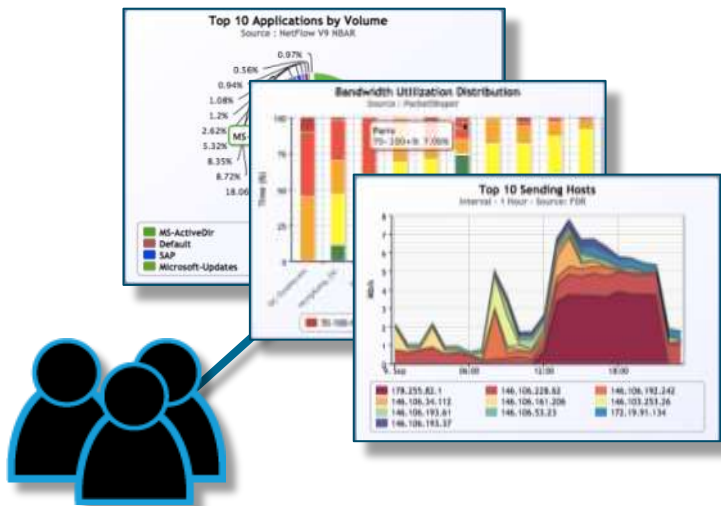 Top 10 Applications by Volume
Source : NetFlow V9 NBAR
0.97%
0.56%
0.94%
1.08%
1.2%
2.62%
MS-
5.32%
8.35%
8.72%
18.06
MS-ActiveDir
Default
SAP
Microsoft-Updates
Bandwidth Utilization Distribution
Source : PacketShaper
Paris
75-100+%: 7.06%
100
75
50
25
0
Time (%)
Top 10 Sending Hosts
Interval - 1 Hour - Source: FDR
Mb/s
8
7
6
5
4
3
2
1
0
9. Sep
06:00
12:00
18:00
178.255.82.1
146.106.228.62
146.106.192.242
146.106.34.112
146.106.161.206
146.103.253.26
146.106.193.61
146.106.53.23
172.19.91.134
146.106.193.37